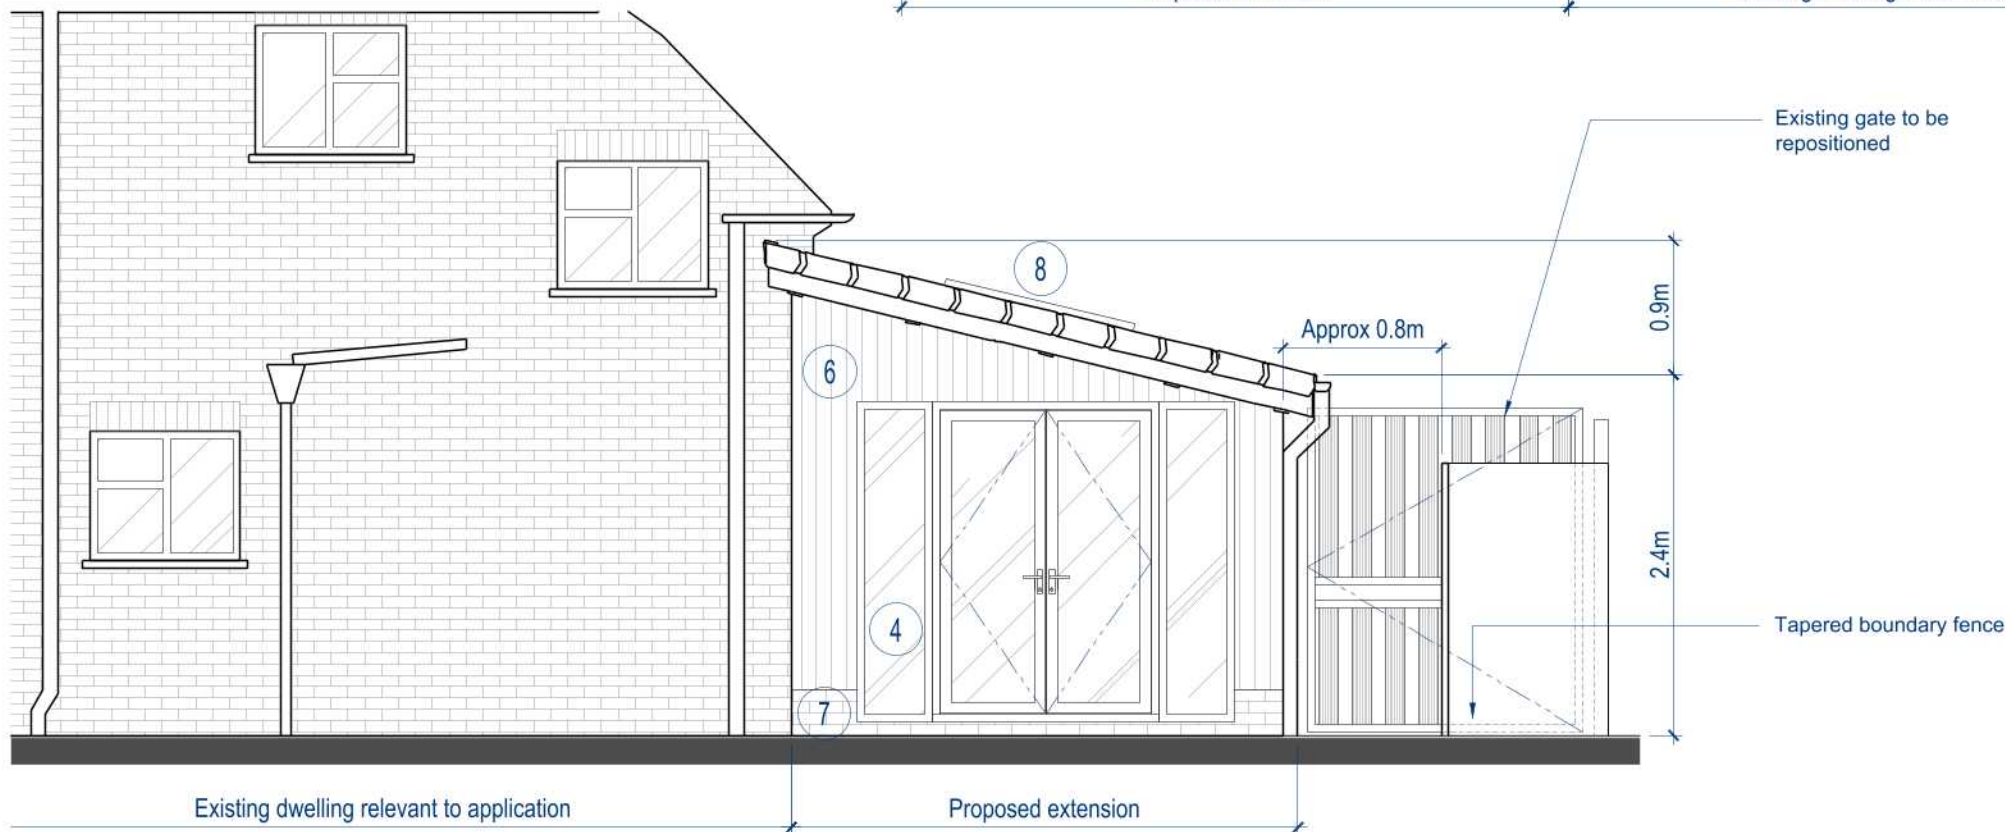 Existing gate to be
repositioned
8
0.9m
Approx 0.8m
6
2.4m
4
Tapered boundary fence
7
Existing dwelling relevant to application
Proposed extension